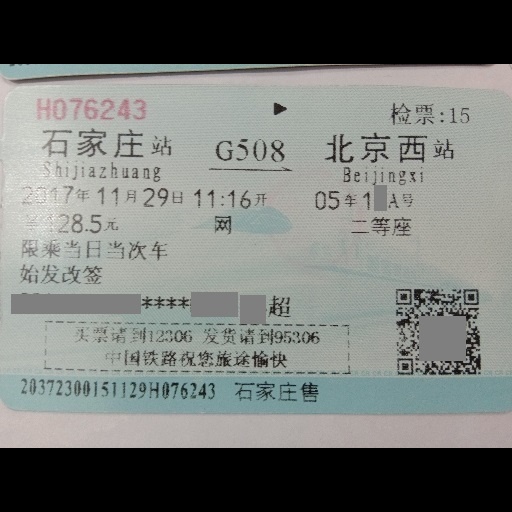 H076243
检票:15
石家庄站 G508 北京西站
Shijiazhuang Beijingxi
2017年11月29日11:16开 05车1 A号
128.5元 网 二等座
限乘当日当次车
始发改签
****超
买票请到12306 发货请到95306
中国铁路祝您旅途愉快
20372300151129H076243 石家庄售